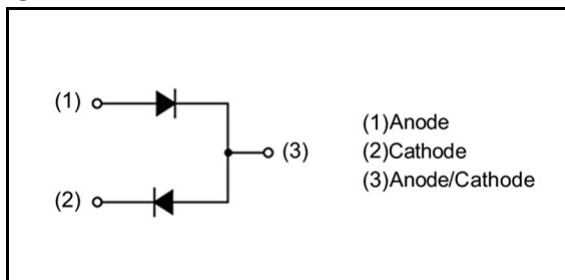 (1)
(1)Anode
(3)
(2)Cathode
(3)Anode/Cathode
(2)